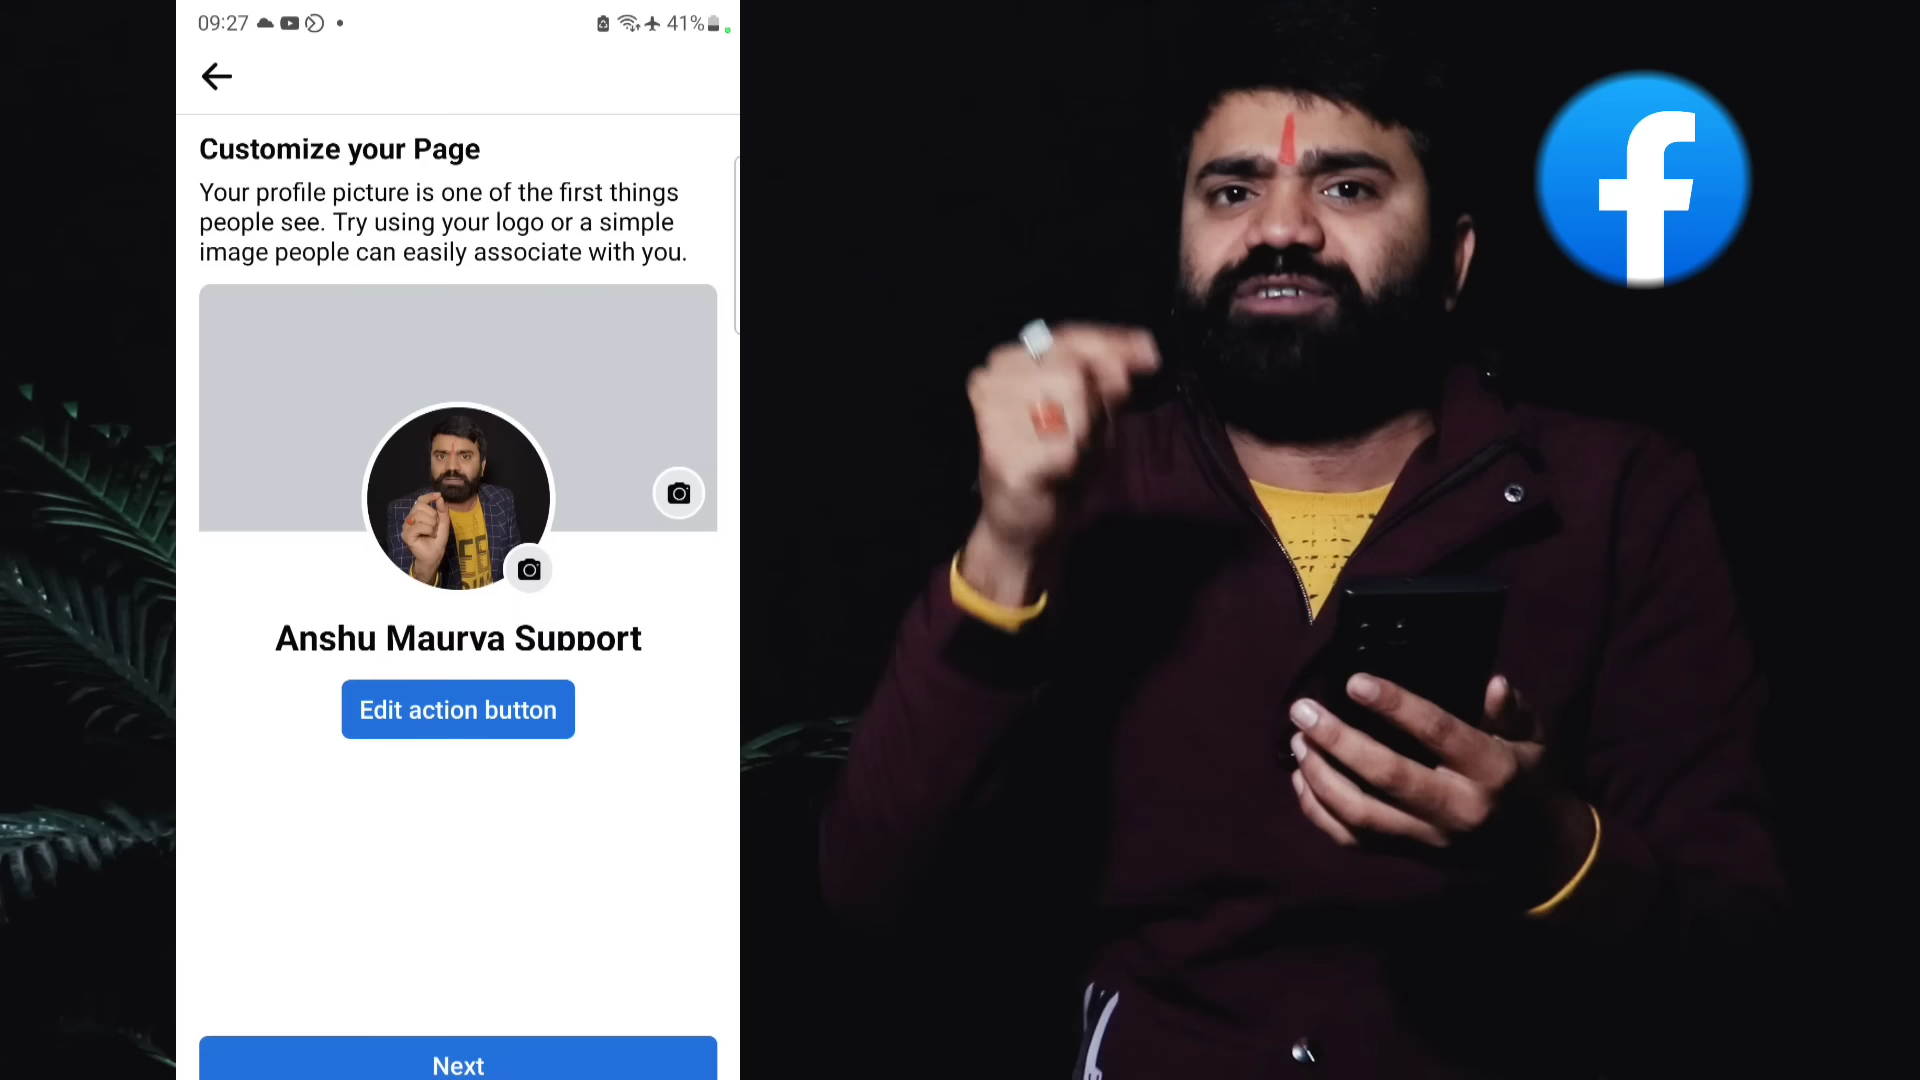 09:27
41%
Customize your Page
Your profile picture is one of the first things
people see. Try using your logo or a simple
image people can easily associate with you.
Anshu Maurya Support
Edit action button
Next